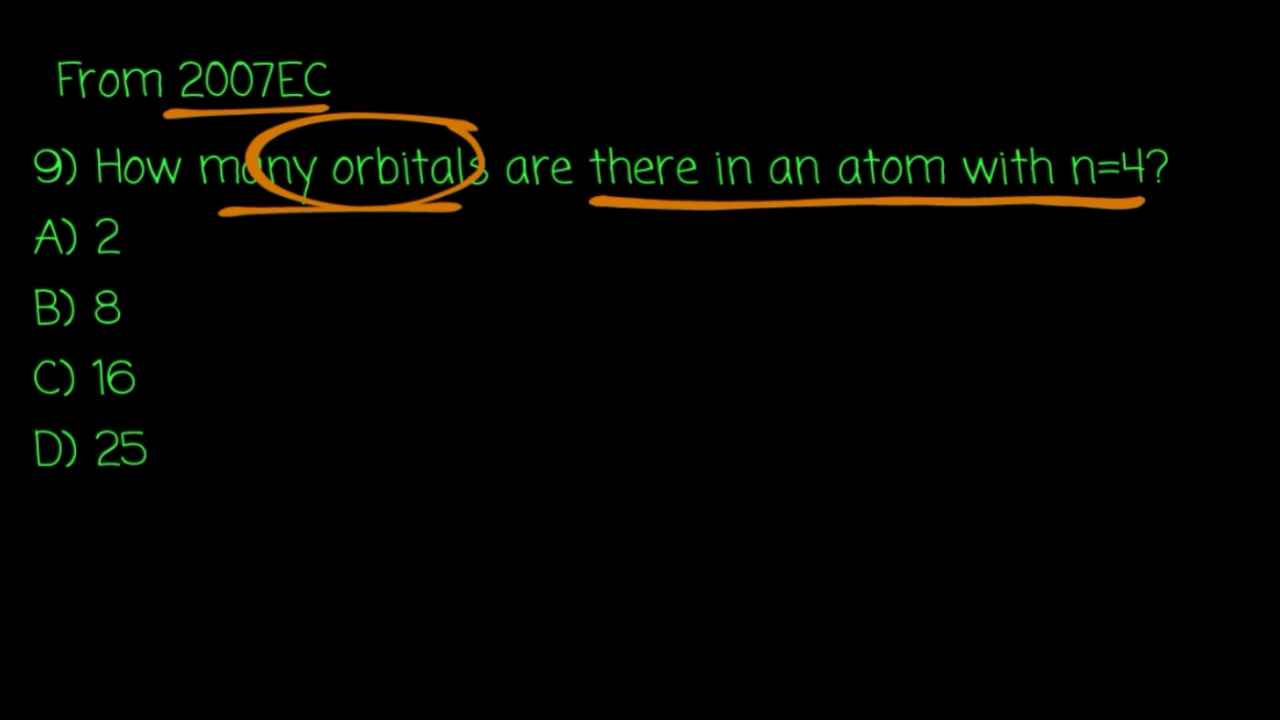 From 2007EC
9) How many orbitals are there in an atom with n=4?
A) 2
B) 8
C) 16
D) 25